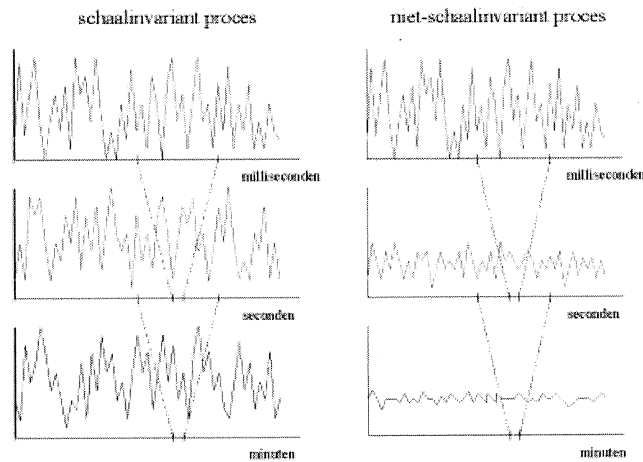 schaalinvariant proces
niet-schaalinvariant proces
milliseconden
milliseconden
seconden
seconden
minuten
minuten